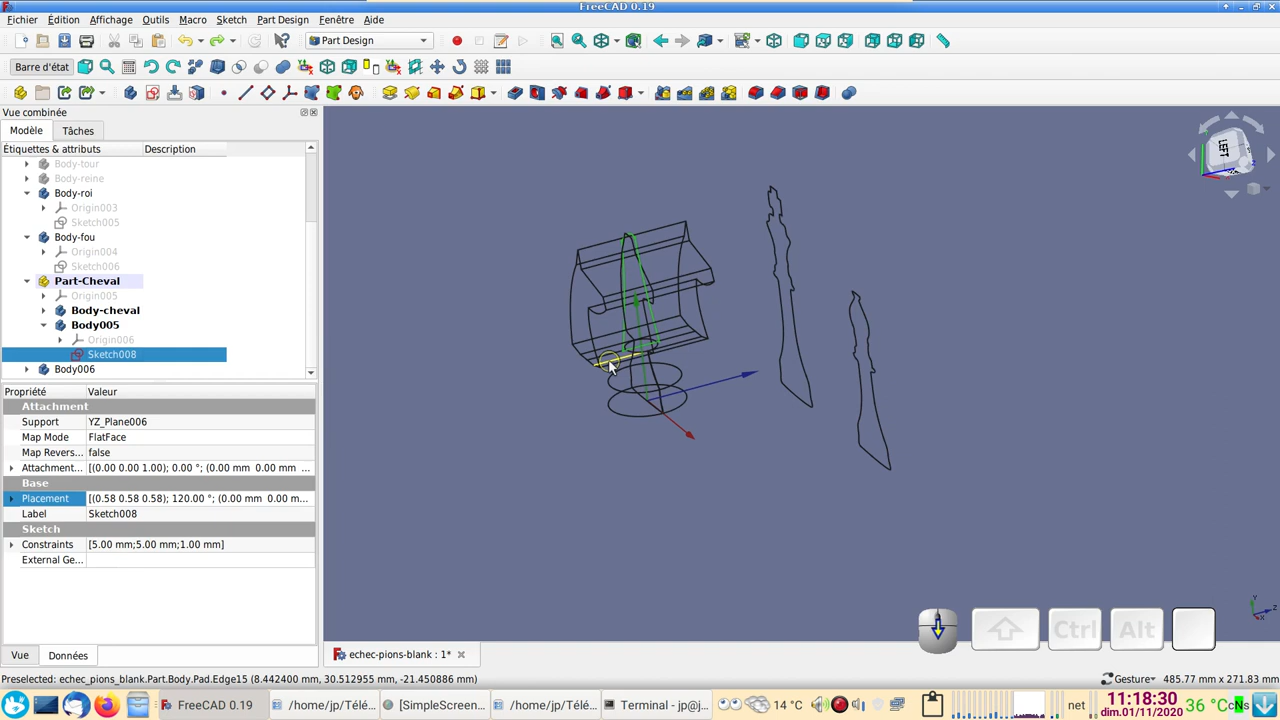 FreeCAD 0.19
Fichier Édition Affichage Outils Macro Sketch Part Design Fenêtre Aide
Part Design
Barre d'état
Vue combinée
Modèle Tâches
Étiquettes & attributs Description
Body-tour
Body-reine
Body-roi
Origin003
Sketch005
Body-fou
Origin004
Sketch006
Part-Cheval
Origin005
Body-cheval
Body005
Origin006
Sketch008
Body006
Propriété Valeur
Attachment
Support YZ_Plane006
Map Mode FlatFace
Map Revers... false
Attachment... [(0.00 0.00 1.00); 0.00 °; (0.00 mm 0.00 mm ...
Base
Placement [(0.58 0.58 0.58); 120.00 °; (0.00 mm 0.00 m...
Label Sketch008
Sketch
Constraints [5.00 mm;5.00 mm;1.00 mm]
External Ge...
LEFT
Z
Y
Z
X
Ctrl Alt
Vue Données
echec-pions-blank : 1*
Preselected: echec_pions_blank.Part.Body.Pad.Edge15 (8.442400 mm, 30.512955 mm, -21.450886 mm)
Gesture 485.77 mm x 271.83 mm
FreeCAD 0.19 /home/jp/Télé... [SimpleScreen... /home/jp/Télé... Terminal - jp@j...
14 °C
net
11:18:30
dim.01/11/2020
36 °C